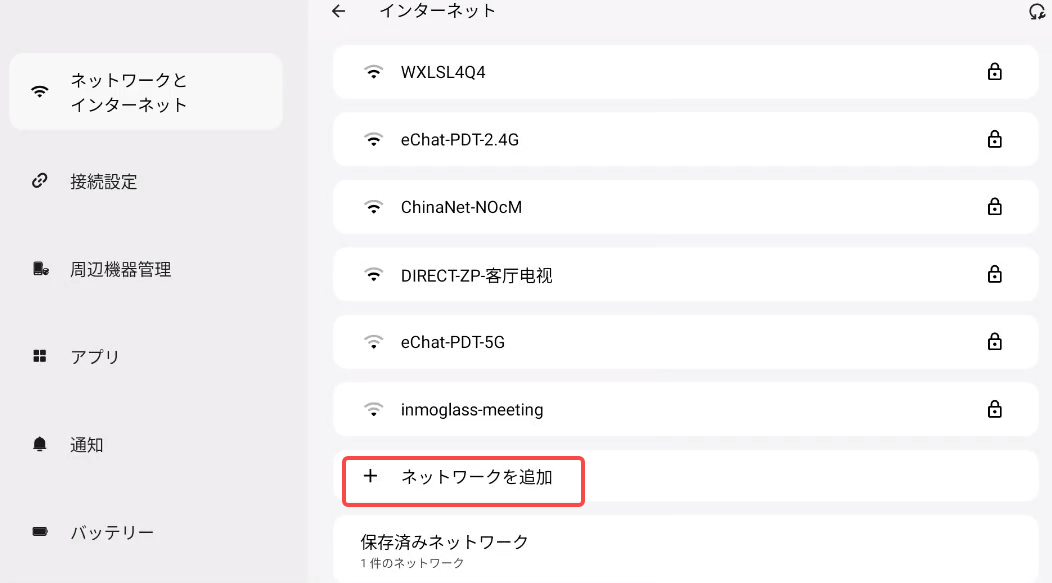 インターネット
ネットワークと
インターネット
接続設定
周辺機器管理
アプリ
通知
バッテリー
WXLSL4Q4
eChat-PDT-2.4G
ChinaNet-NOcM
DIRECT-ZP-客厅电视
eChat-PDT-5G
inmoglass-meeting
ネットワークを追加
保存済みネットワーク
1 件のネットワーク